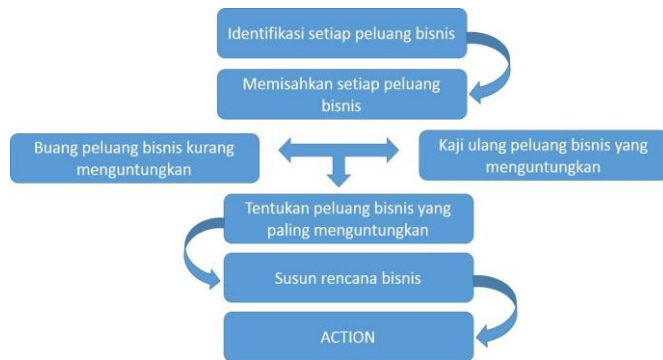 Identifikasi setiap peluang bisnis
Memisahkan setiap peluang
bisnis
Buang peluang bisnis kurang
menguntungkan
Kaji ulang peluang bisnis yang
menguntungkan
Tentukan peluang bisnis yang
paling menguntungkan
Susun rencana bisnis
ACTION